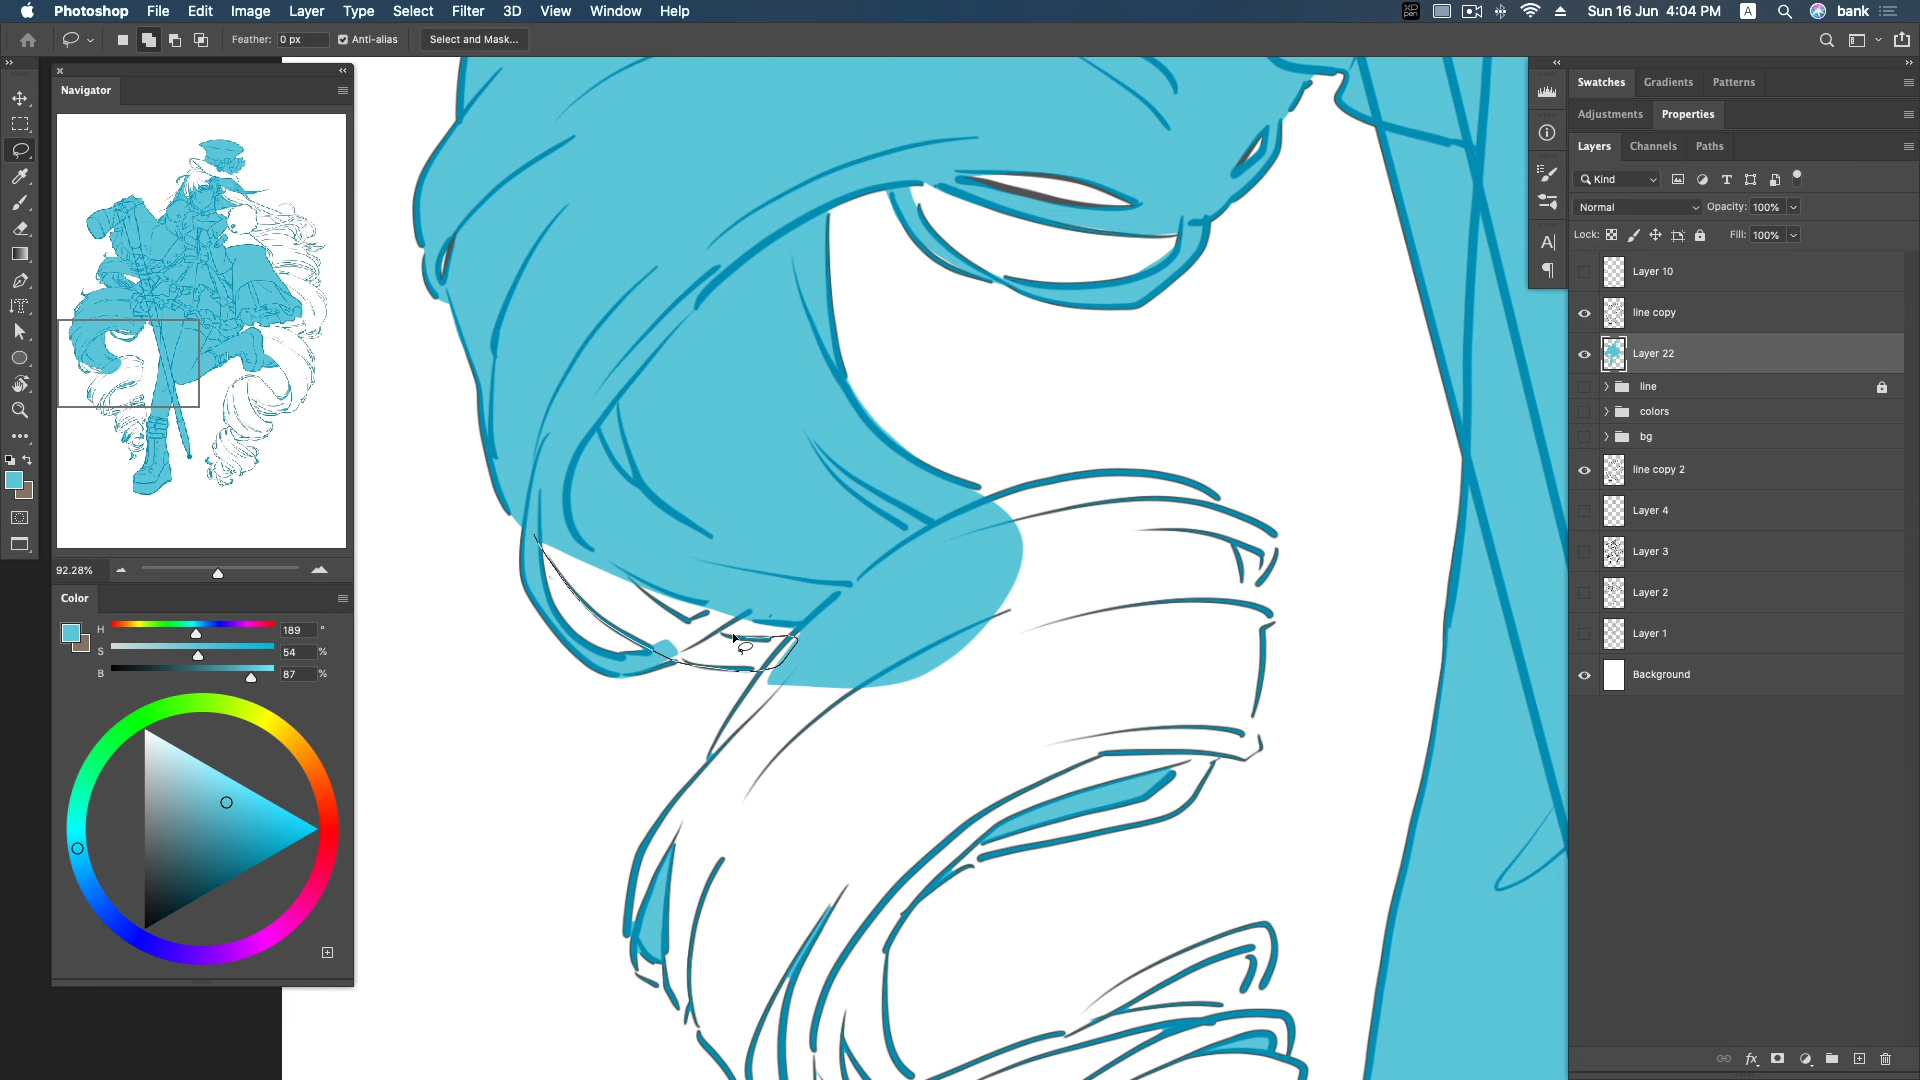 Photoshop File Edit Image Layer Type Select Filter 3D View Window Help
XD pen
Sun 16 Jun 4:04 PM A bank
Feather: 0 px Anti-alias Select and Mask...
Navigator
92.28%
Color
H 189 °
S 54 %
B 87 %
Swatches Gradients Patterns
Adjustments Properties
Layers Channels Paths
Kind
Normal Opacity: 100%
Lock: Fill: 100%
Layer 10
line copy
Layer 22
line
colors
bg
line copy 2
Layer 4
Layer 3
Layer 2
Layer 1
Background